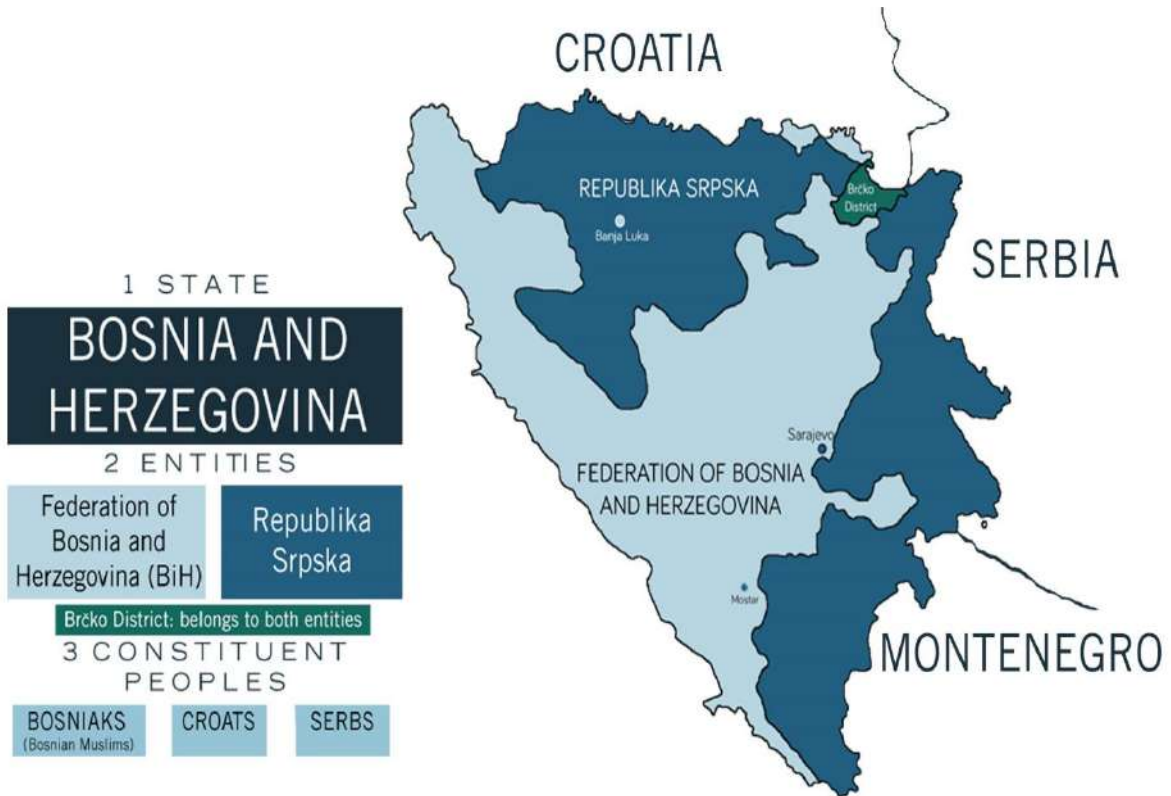 1 STATE
BOSNIA AND
HERZEGOVINA
2 ENTITIES
Federation of
Bosnia and
Herzegovina (BiH)
Republika
Srpska
Brčko District: belongs to both entities
3 CONSTITUENT
PEOPLES
BOSNIAKS
(Bosnian Muslims)
CROATS
SERBS
CROATIA
REPUBLIKA SRPSKA
Banja Luka
Brčko
District
SERBIA
Sarajevo
FEDERATION OF BOSNIA
AND HERZEGOVINA
Mostar
MONTENEGRO